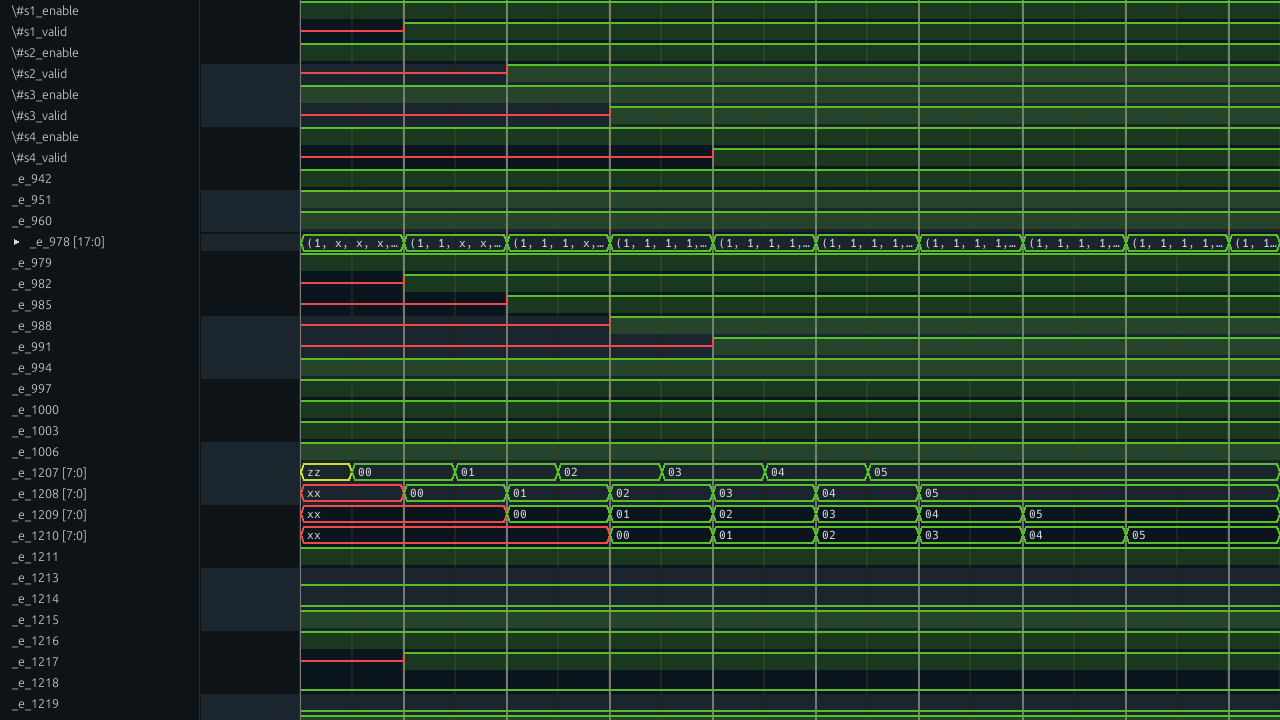 \#s1_enable
\#s1_valid
\#s2_enable
\#s2_valid
\#s3_enable
\#s3_valid
\#s4_enable
\#s4_valid
_e_942
_e_951
_e_960
_e_978 [17:0] (1, x, x, x,… (1, 1, x, x,… (1, 1, 1, x,… (1, 1, 1, 1,… (1, 1, 1, 1,… (1, 1, 1, 1,… (1, 1, 1, 1,… (1, 1, 1, 1,… (1, 1, 1, 1,… (1, 1…
_e_979
_e_982
_e_985
_e_988
_e_991
_e_994
_e_997
_e_1000
_e_1003
_e_1006
_e_1207 [7:0] zz 00 01 02 03 04 05
_e_1208 [7:0] xx 00 01 02 03 04 05
_e_1209 [7:0] xx 00 01 02 03 04 05
_e_1210 [7:0] xx 00 01 02 03 04 05
_e_1211
_e_1213
_e_1214
_e_1215
_e_1216
_e_1217
_e_1218
_e_1219